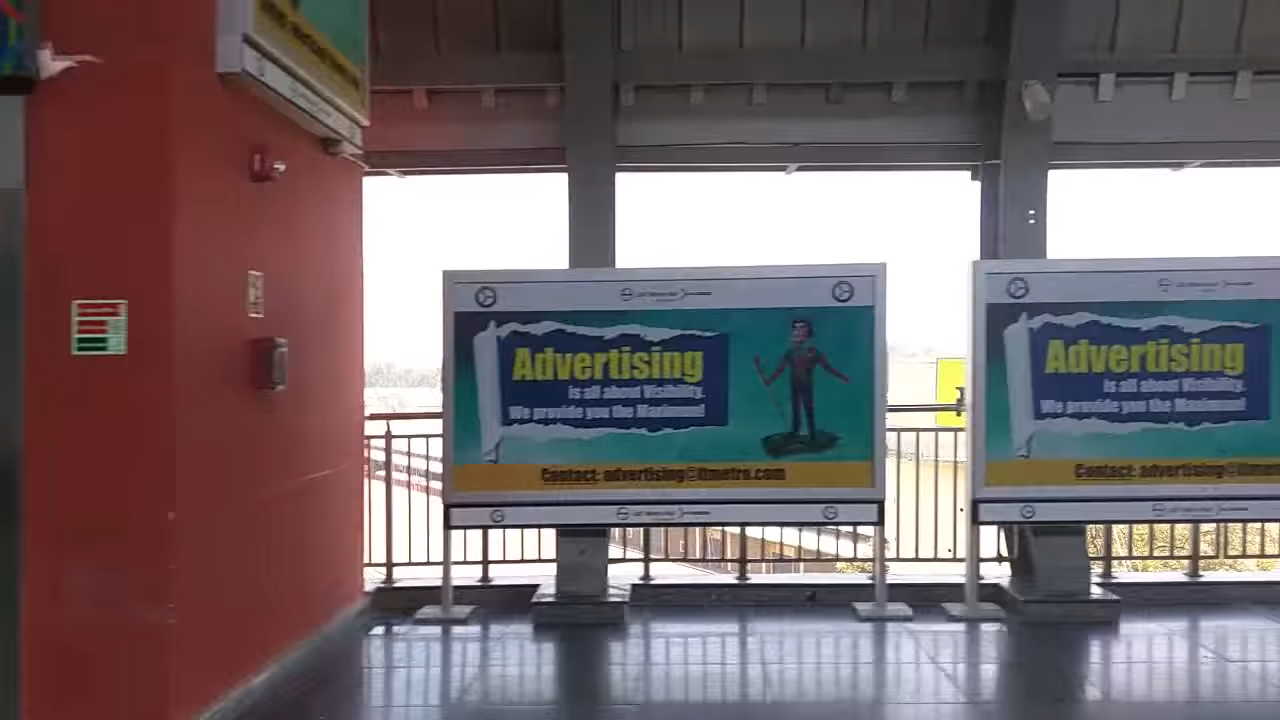 Advertising
is all about Visibility.
We provide you the Maximum!
Contact: advertising@ltmetro.com
Advertising
is all about Visibility.
We provide you the Maximum!
Contact: advertising@ltmet